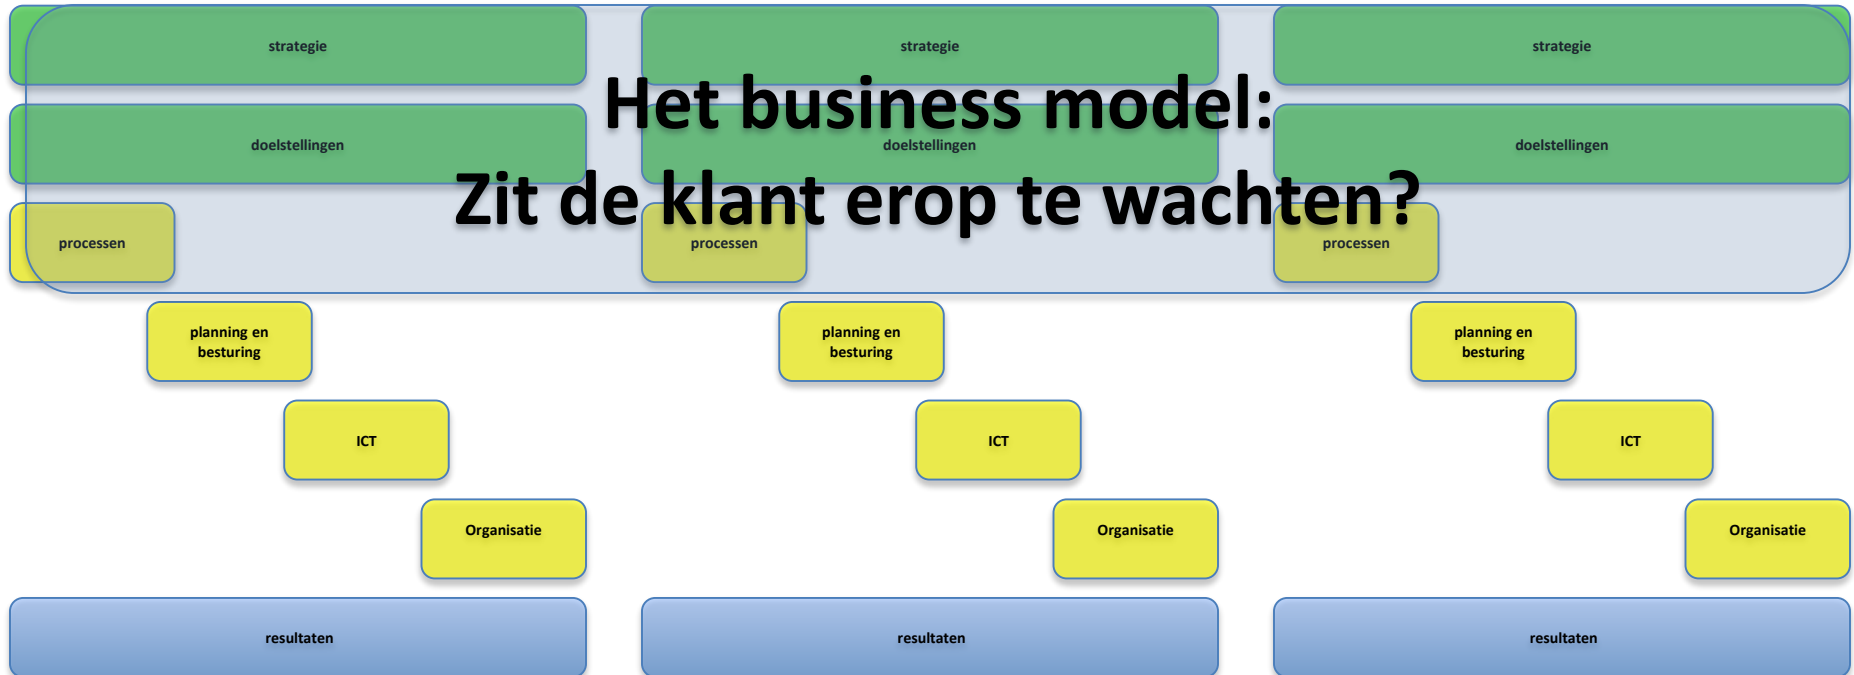 strategie strategie strategie
Het business model:
doelstellingen doelstellingen doelstellingen
Zit de klant erop te wachten?
processen processen processen
planning en planning en planning en
besturing besturing besturing
ICT ICT ICT
Organisatie Organisatie Organisatie
resultaten resultaten resultaten